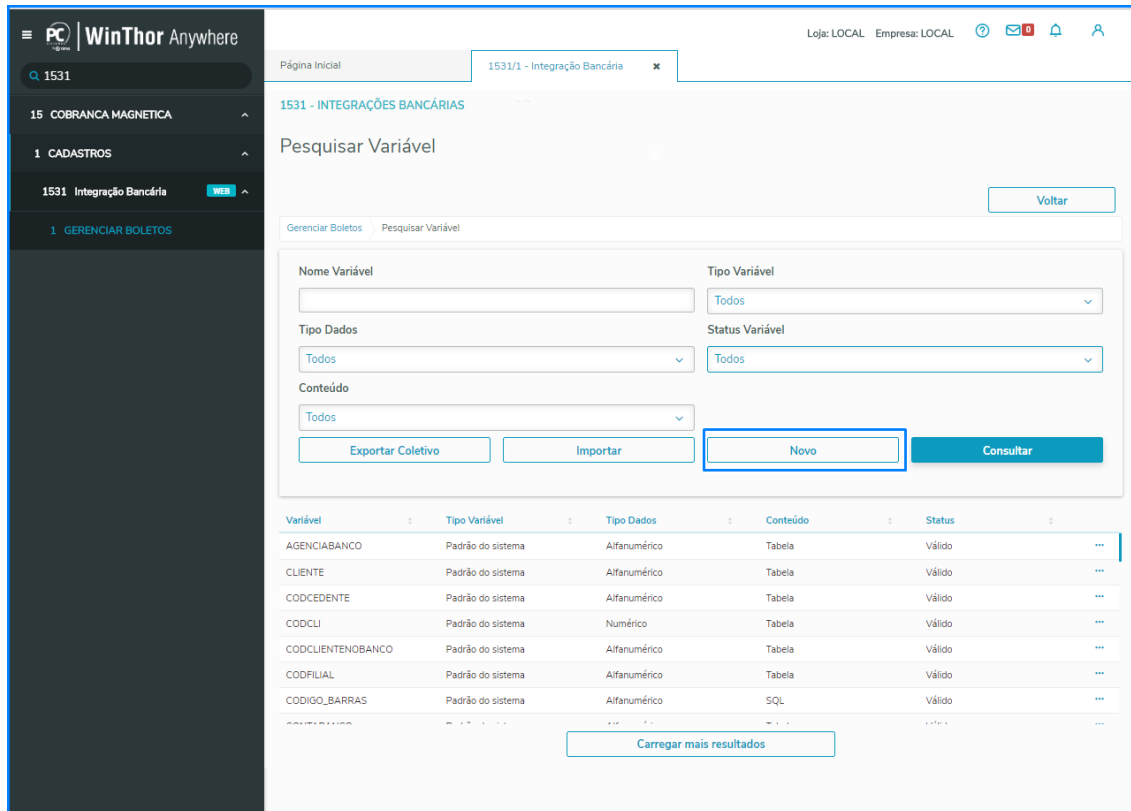 PC WinThor Anywhere
Loja: LOCAL Empresa: LOCAL 0
1531
Página Inicial 1531/1 - Integração Bancária
15 COBRANCA MAGNETICA
1531 - INTEGRAÇÕES BANCÁRIAS
1 CADASTROS
Pesquisar Variável
1531 Integração Bancária WEB
Voltar
1 GERENCIAR BOLETOS
Gerenciar Boletos Pesquisar Variável
Nome Variável Tipo Variável
Todos
Tipo Dados Status Variável
Todos Todos
Conteúdo
Todos
Exportar Coletivo Importar Novo Consultar
Variável Tipo Variável Tipo Dados Conteúdo Status
AGENCIABANCO Padrão do sistema Alfanumérico Tabela Válido
CLIENTE Padrão do sistema Alfanumérico Tabela Válido
CODCEDENTE Padrão do sistema Alfanumérico Tabela Válido
CODCLI Padrão do sistema Numérico Tabela Válido
CODCLIENTENOBANCO Padrão do sistema Alfanumérico Tabela Válido
CODFILIAL Padrão do sistema Alfanumérico Tabela Válido
CODIGO_BARRAS Padrão do sistema Alfanumérico SQL Válido
Carregar mais resultados